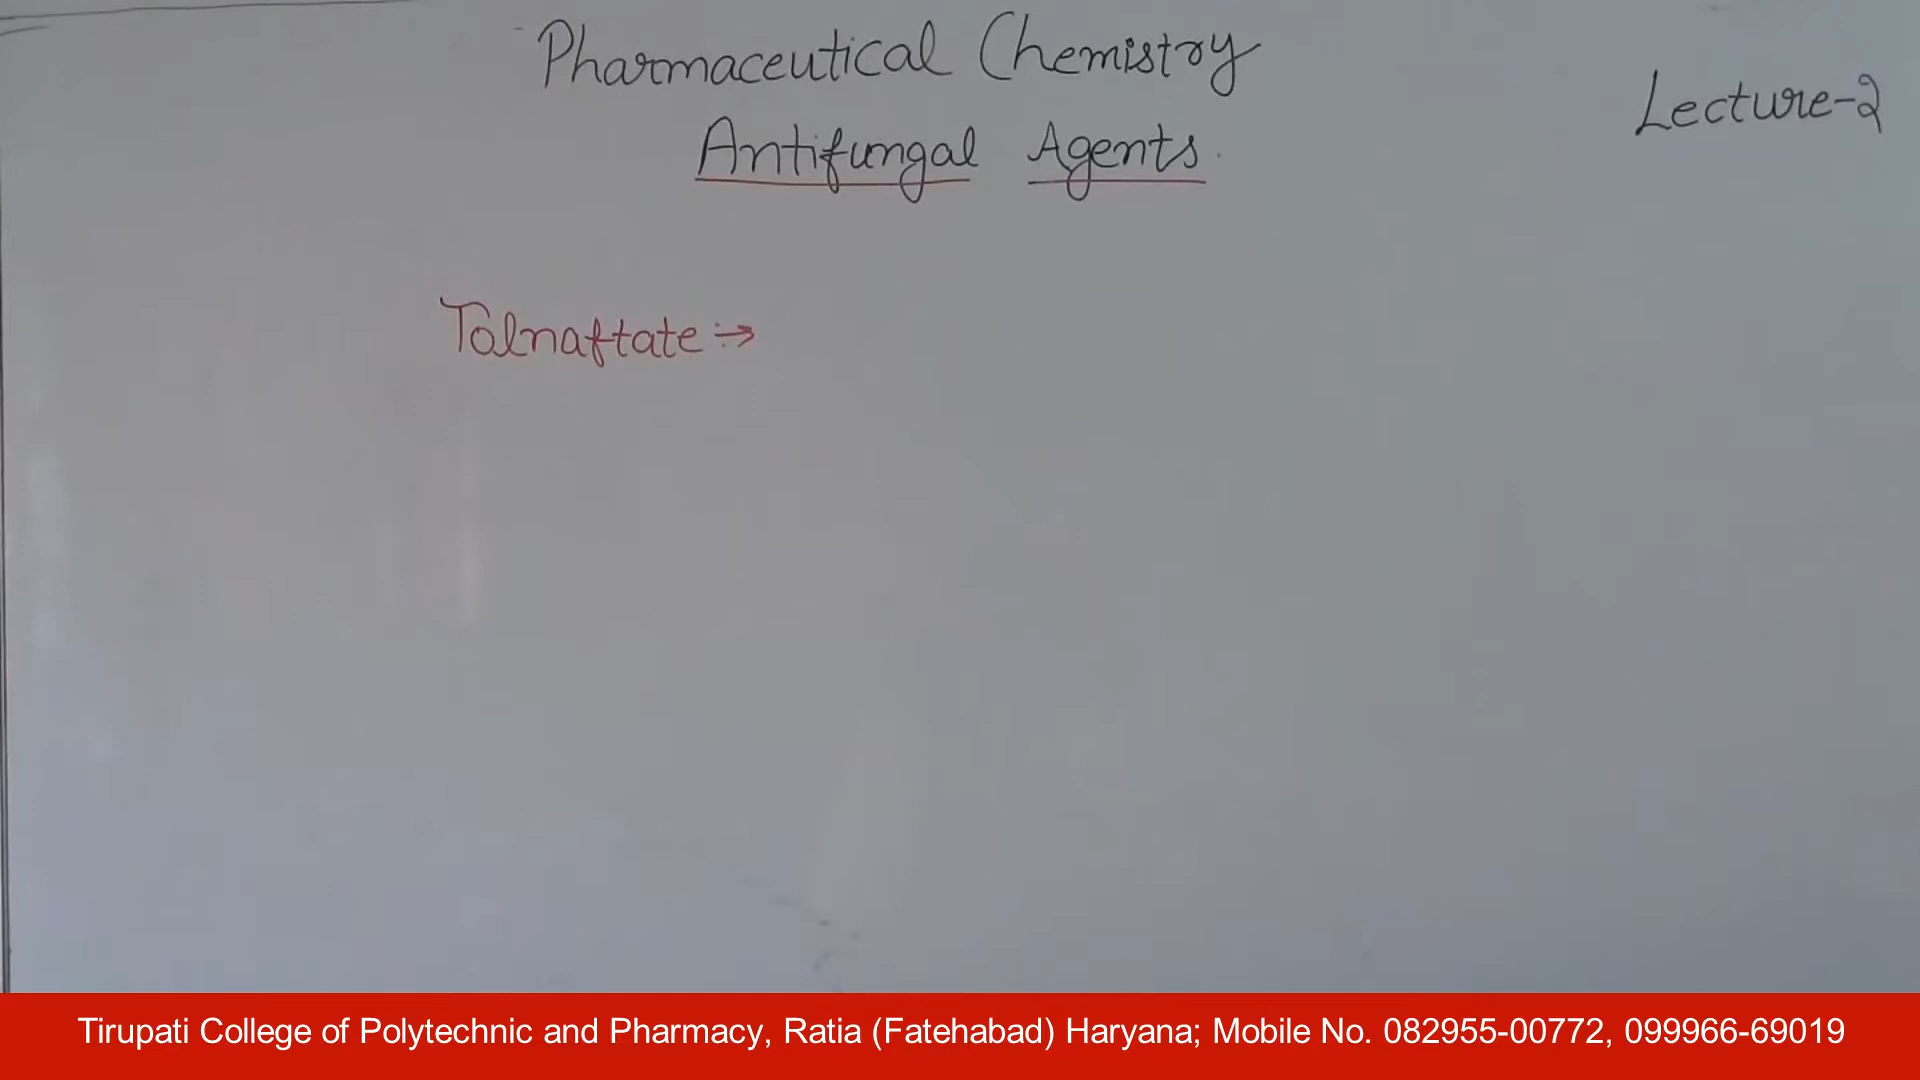 Pharmaceutical Chemistry
Lecture-2
Antifungal Agents.
Tolnaftate :→
Tirupati College of Polytechnic and Pharmacy, Ratia (Fatehabad) Haryana; Mobile No. 082955-00772, 099966-69019